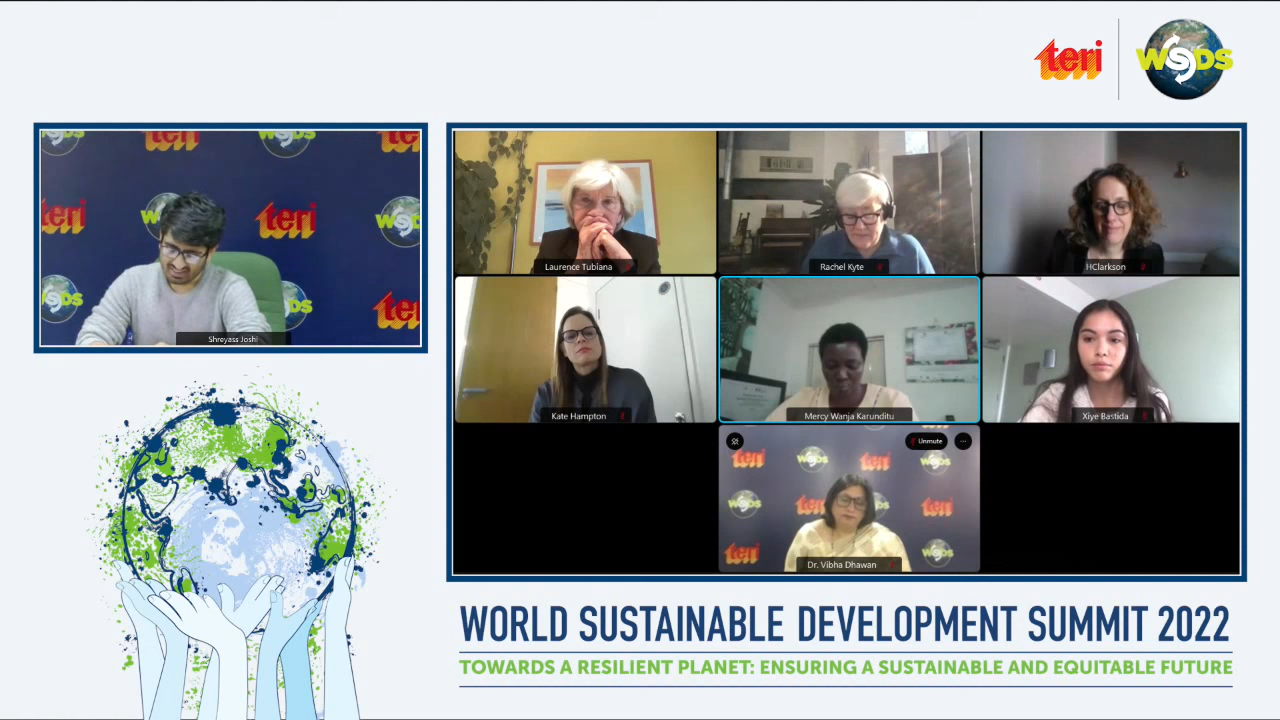 teri
WSDS
Shreyass Joshi
Laurence Tubiana
Rachel Kyte
HClarkson
Kate Hampton
Mercy Wanja Karunditu
Xiye Bastida
Unmute
Dr. Vibha Dhawan
WORLD SUSTAINABLE DEVELOPMENT SUMMIT 2022
TOWARDS A RESILIENT PLANET: ENSURING A SUSTAINABLE AND EQUITABLE FUTURE